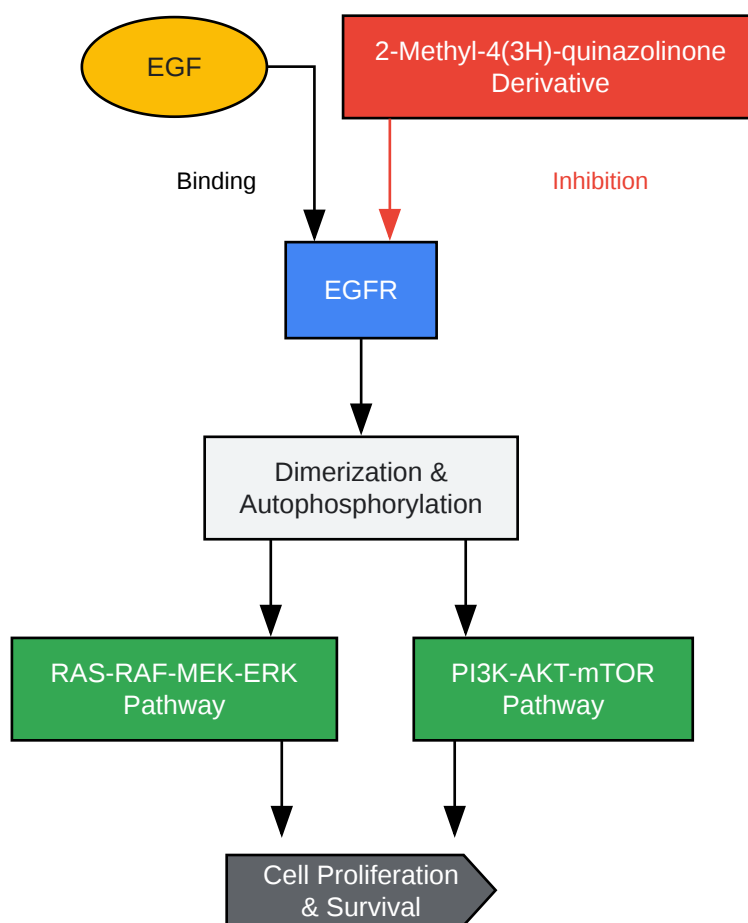 EGF
2-Methyl-4(3H)-quinazolinone
Derivative
Binding
Inhibition
EGFR
Dimerization &
Autophosphorylation
RAS-RAF-MEK-ERK
Pathway
PI3K-AKT-mTOR
Pathway
Cell Proliferation
& Survival